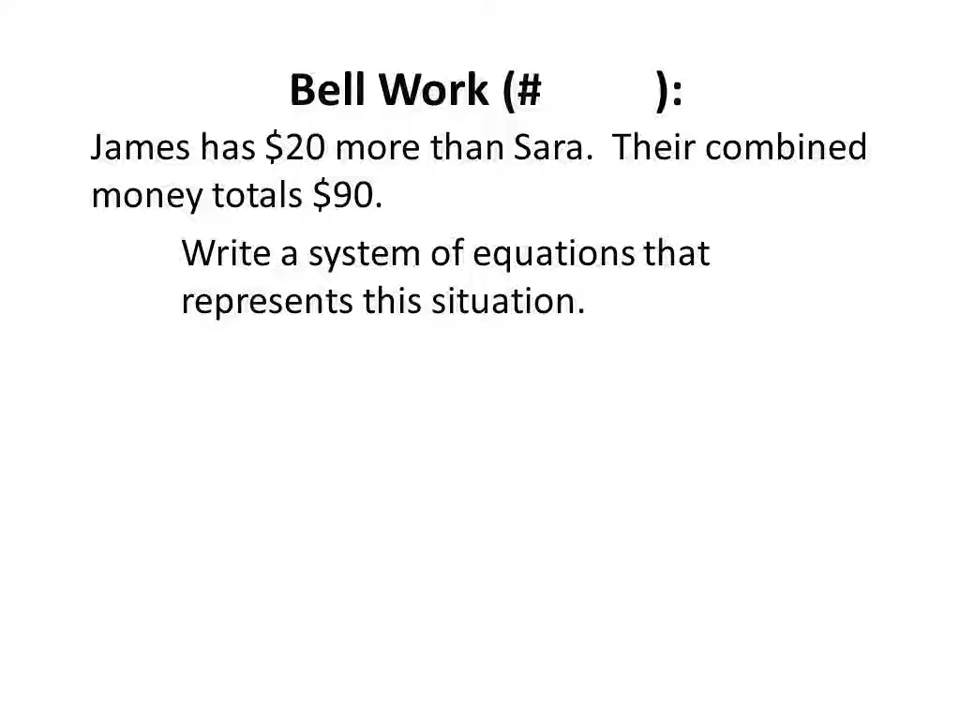 Bell Work (# ):
James has $20 more than Sara. Their combined
money totals $90.
Write a system of equations that
represents this situation.